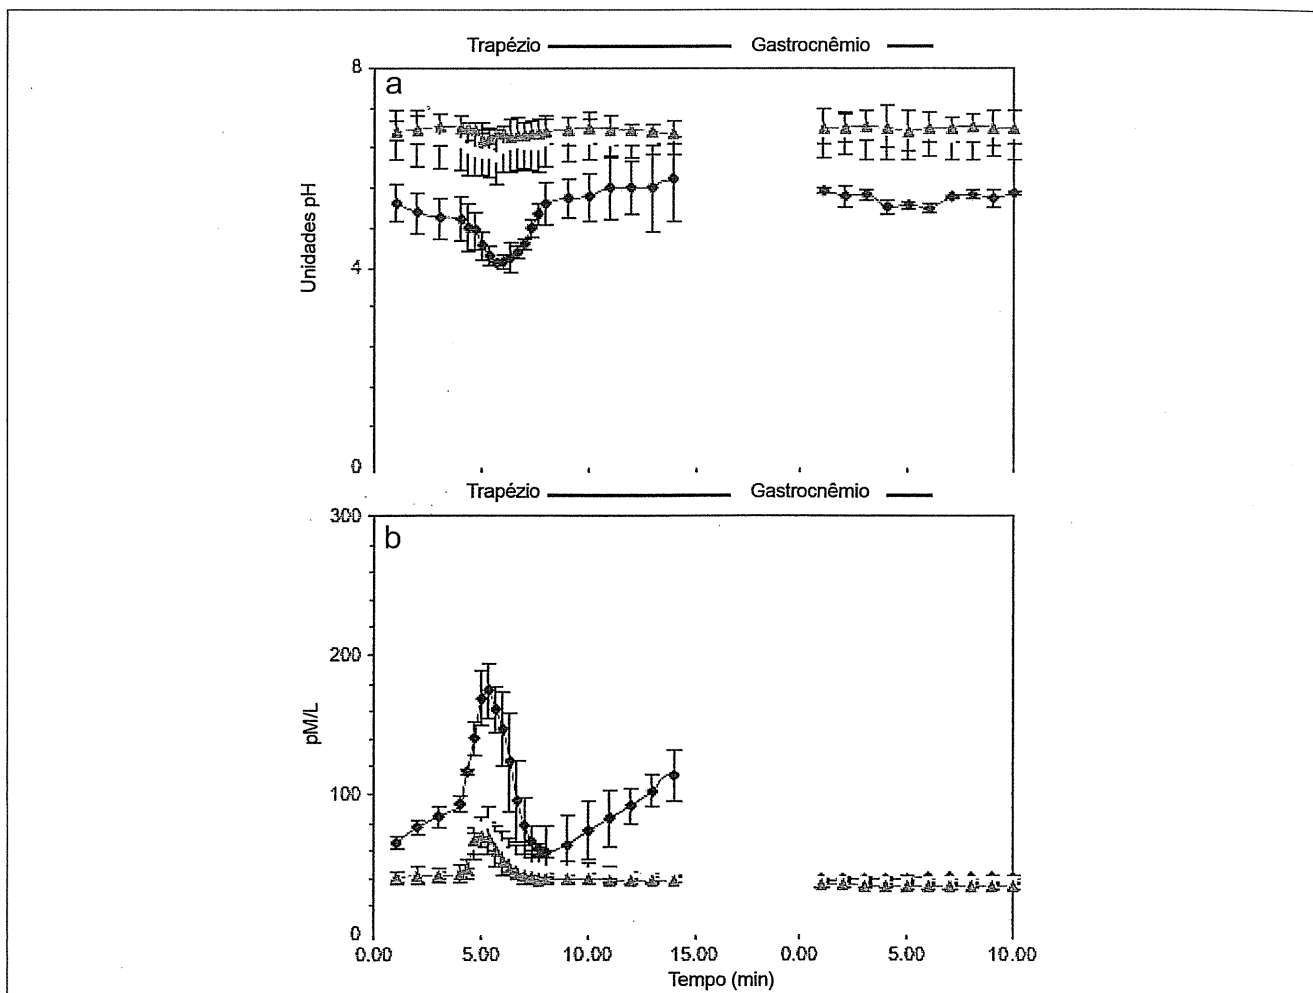 Trapézio Gastrocnêmio
a
8
4
0
Unidades pH
Trapézio Gastrocnêmio
b
300
200
100
0
pM/L
0.00 5.00 10.00 15.00 0.00 5.00 10.00
Tempo (min)